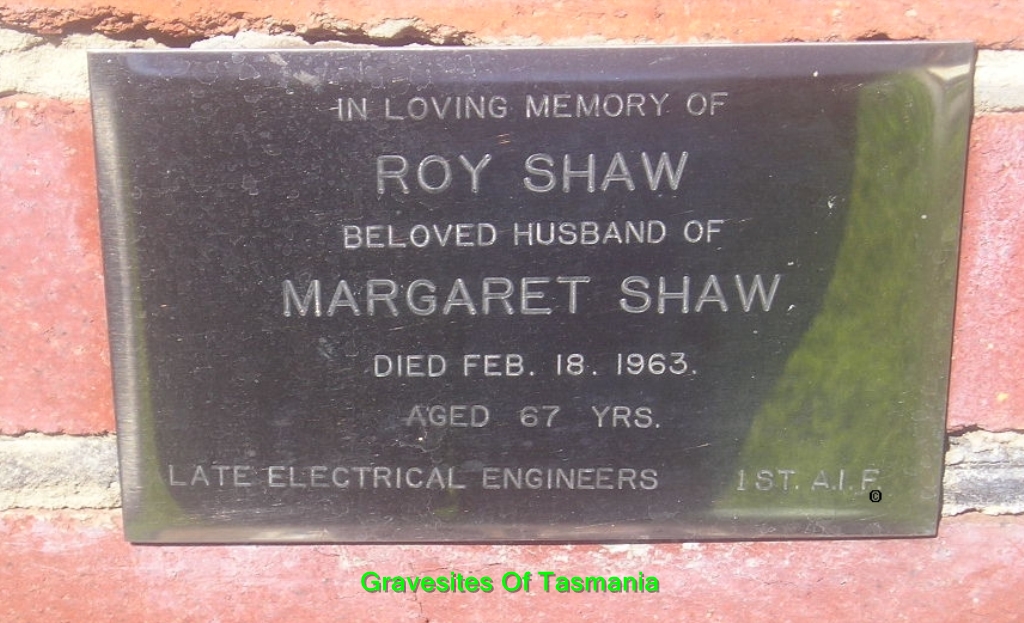 IN LOVING MEMORY OF
ROY SHAW
BELOVED HUSBAND OF
MARGARET SHAW
DIED FEB. 18. 1963.
AGED 67 YRS.
LATE ELECTRICAL ENGINEERS 1ST. A.I.F.
©
Gravesites Of Tasmania